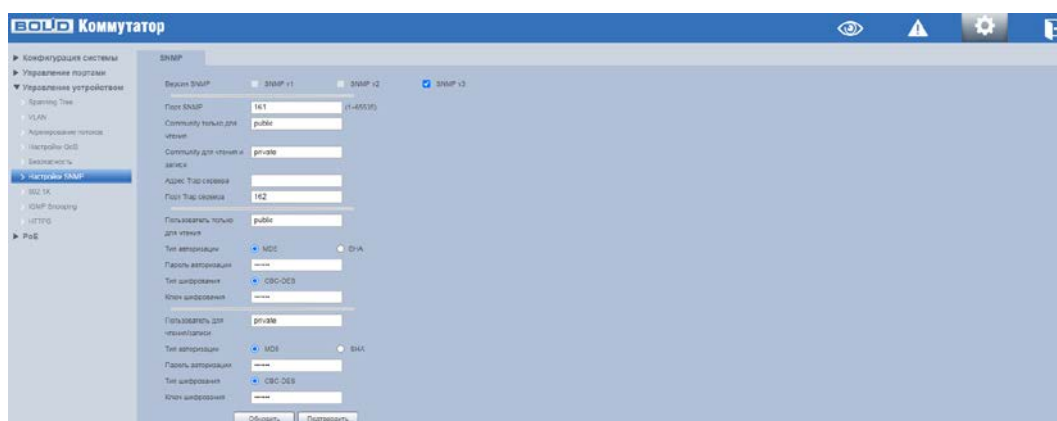 BOLID Коммутатор
Конфигурация системы
Управление портами
Управление устройством
Spanning Tree
VLAN
Агрегирование потоков
Настройки QoS
Безопасность
Настройки SNMP
802.1X
IGMP Snooping
HTTPS
PoE
SNMP
Версия SNMP SNMP v1 SNMP v2 SNMP v3
Порт SNMP 161 (1~65535)
Community только для чтения public
Community для чтения и записи private
Адрес Trap сервера
Порт Trap сервера 162
Пользователь только для чтения public
Тип авторизации MD5 SHA
Пароль авторизации
Тип шифрования CBC-DES
Ключ шифрования
Пользователь для чтения/записи private
Тип авторизации MD5 SHA
Пароль авторизации
Тип шифрования CBC-DES
Ключ шифрования
Обновить Подтвердить